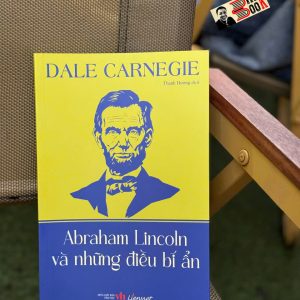 DALE CARNEGIE
Abraham Lincoln
và những điều bí ẩn